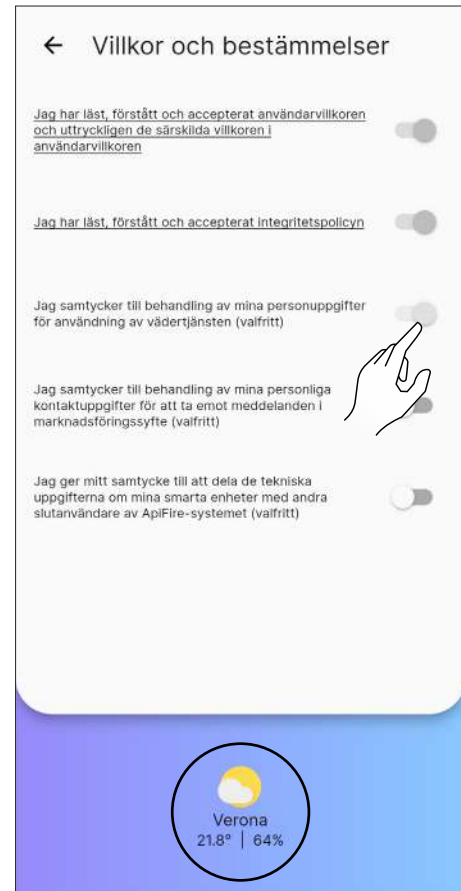 Villkor och bestämmelser
Jag har läst, förstått och accepterat användarvillkoren
och uttryckligen de särskilda villkoren i
användarvillkoren
Jag har läst, förstått och accepterat integritetspolicyn
Jag samtycker till behandling av mina personuppgifter
för användning av vädertjänsten (valfritt)
Jag samtycker till behandling av mina personliga
kontaktuppgifter för att ta emot meddelanden i
marknadsföringssyfte (valfritt)
Jag ger mitt samtycke till att dela de tekniska
uppgifterna om mina smarta enheter med andra
slutanvändare av ApiFire-systemet (valfritt)
Verona
21.8° | 64%